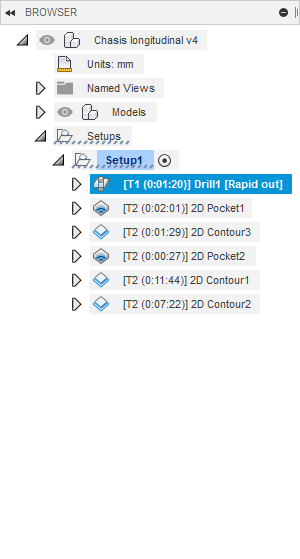 BROWSER
Chasis longitudinal v4
Units: mm
Named Views
Models
Setups
Setup1
[T1 (0:01:20)] Drill1 [Rapid out]
[T2 (0:02:01)] 2D Pocket1
[T2 (0:01:29)] 2D Contour3
[T2 (0:00:27)] 2D Pocket2
[T2 (0:11:44)] 2D Contour1
[T2 (0:07:22)] 2D Contour2